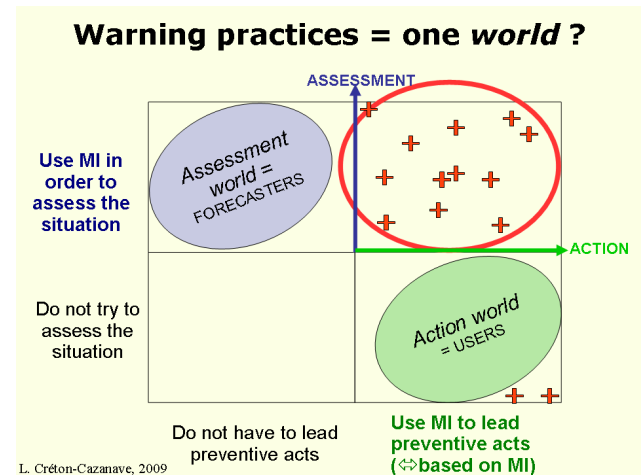 Warning practices = one world ?
ASSESSMENT
Use MI in
order to
assess the
situation
Assessment
world =
FORECASTERS
ACTION
Do not try to
assess the
situation
Action world
= USERS
Do not have to lead
preventive acts
Use MI to lead
preventive acts
(⇔based on MI)
L. Créton-Cazanave, 2009